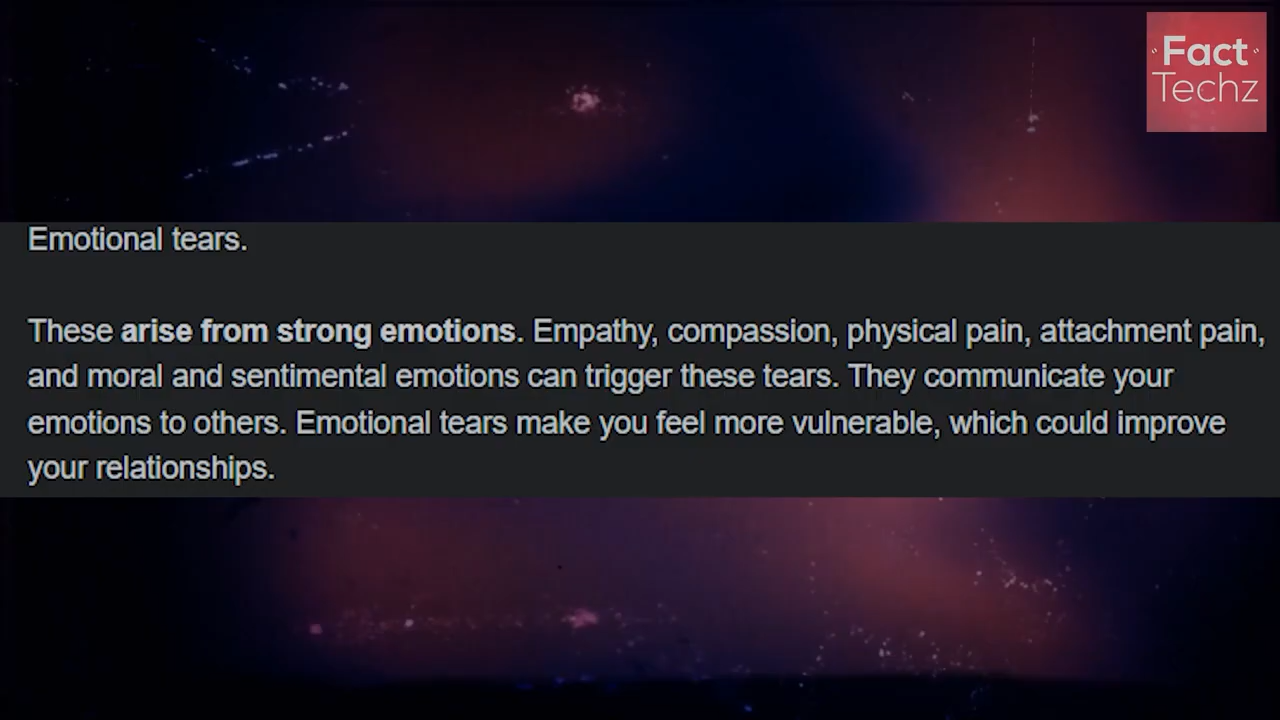 Fact
Techz
Emotional tears.
These arise from strong emotions. Empathy, compassion, physical pain, attachment pain,
and moral and sentimental emotions can trigger these tears. They communicate your
emotions to others. Emotional tears make you feel more vulnerable, which could improve
your relationships.